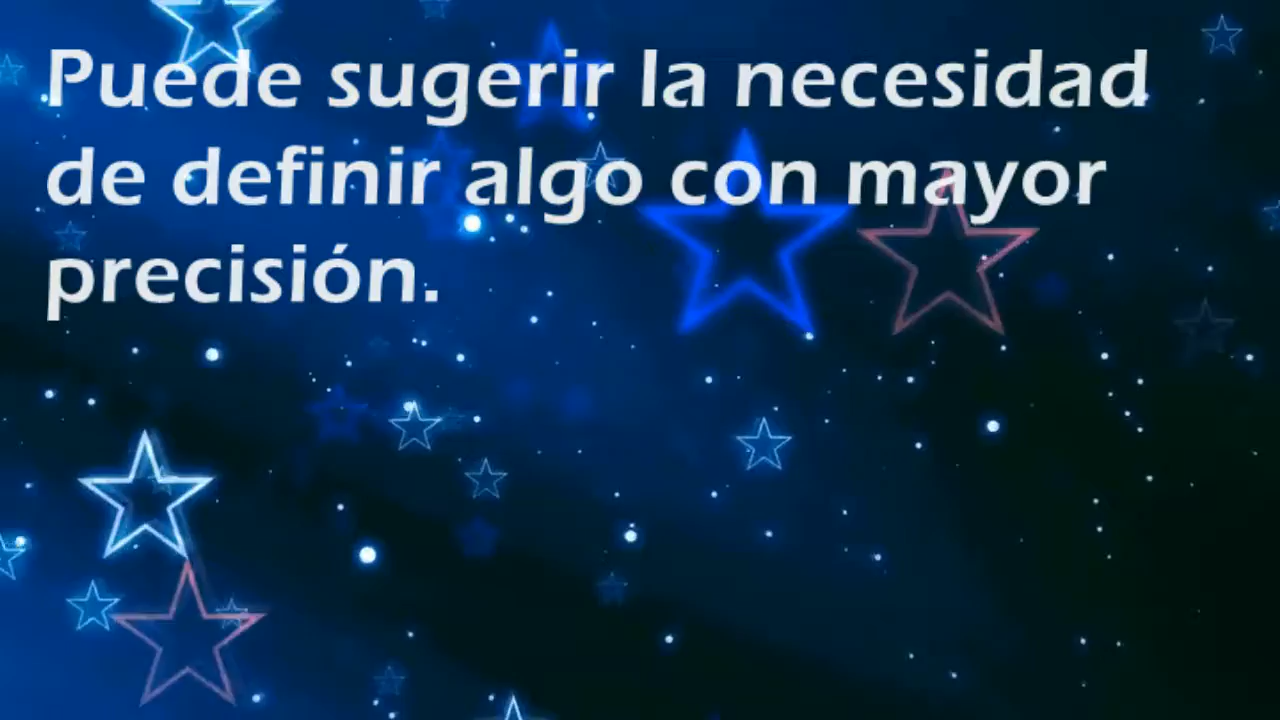 Puede sugerir la necesidad
de definir algo con mayor
precisión.